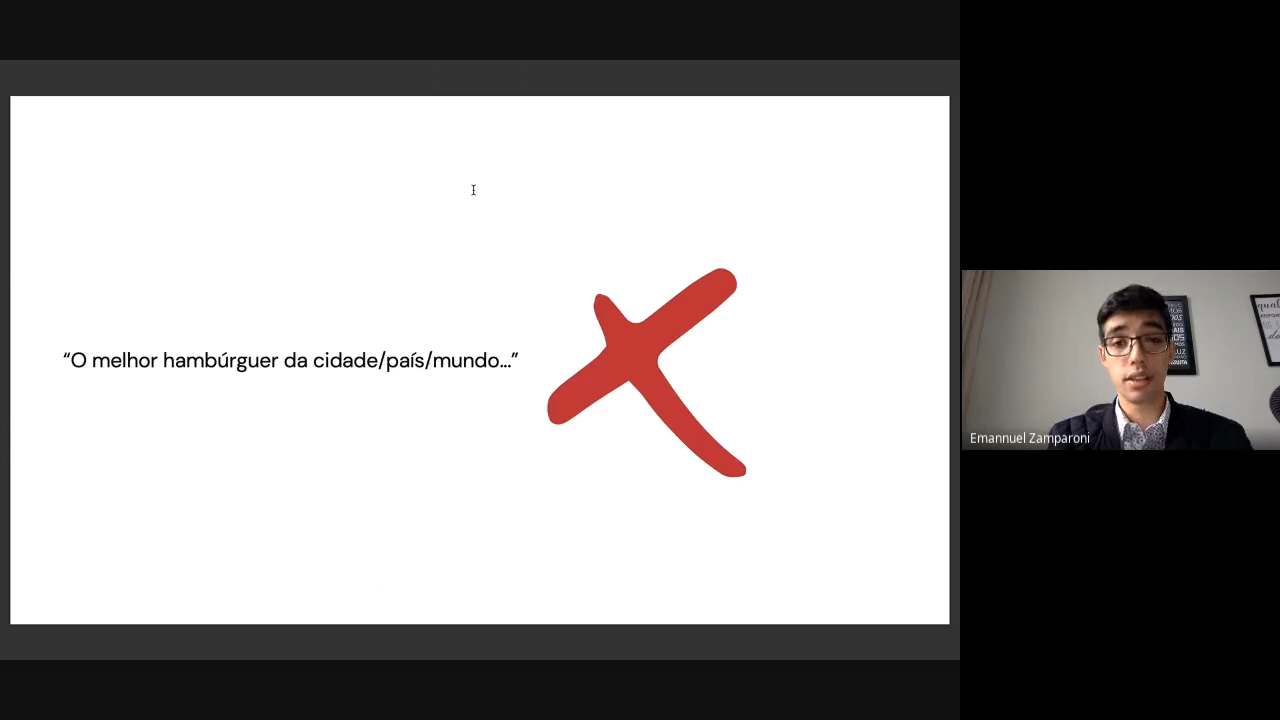 “O melhor hambúrguer da cidade/país/mundo...”
Emannuel Zamparoni